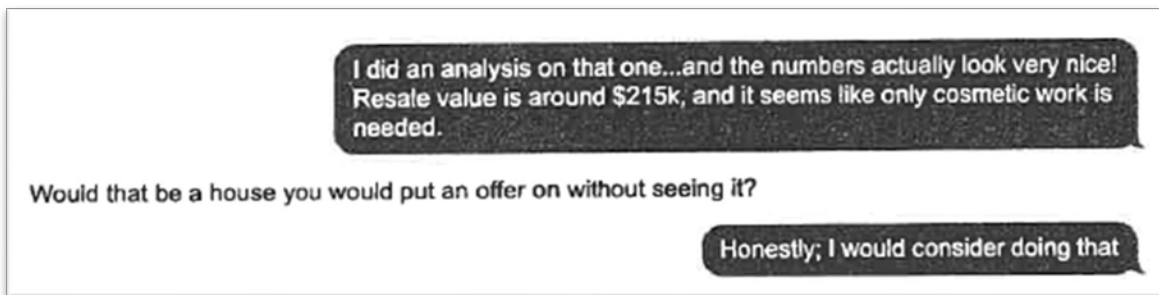 I did an analysis on that one...and the numbers actually look very nice!
Resale value is around $215k, and it seems like only cosmetic work is
needed.
Would that be a house you would put an offer on without seeing it?
Honestly; I would consider doing that